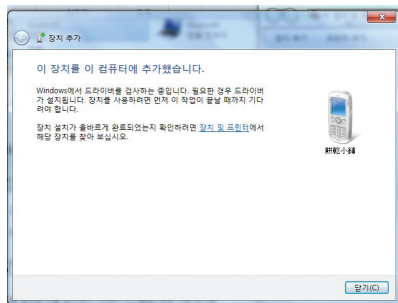 장치 추가
이 장치를 이 컴퓨터에 추가했습니다.
Windows에서 드라이버를 검사하는 중입니다. 필요한 경우 드라이버
가 설치됩니다. 장치를 사용하려면 먼저 이 작업이 끝날 때까지 기다
려야 합니다.
장치 설치가 올바르게 완료되었는지 확인하려면 장치 및 프린터에서
해당 장치를 찾아 보십시오.
餅乾小舖
닫기(C)